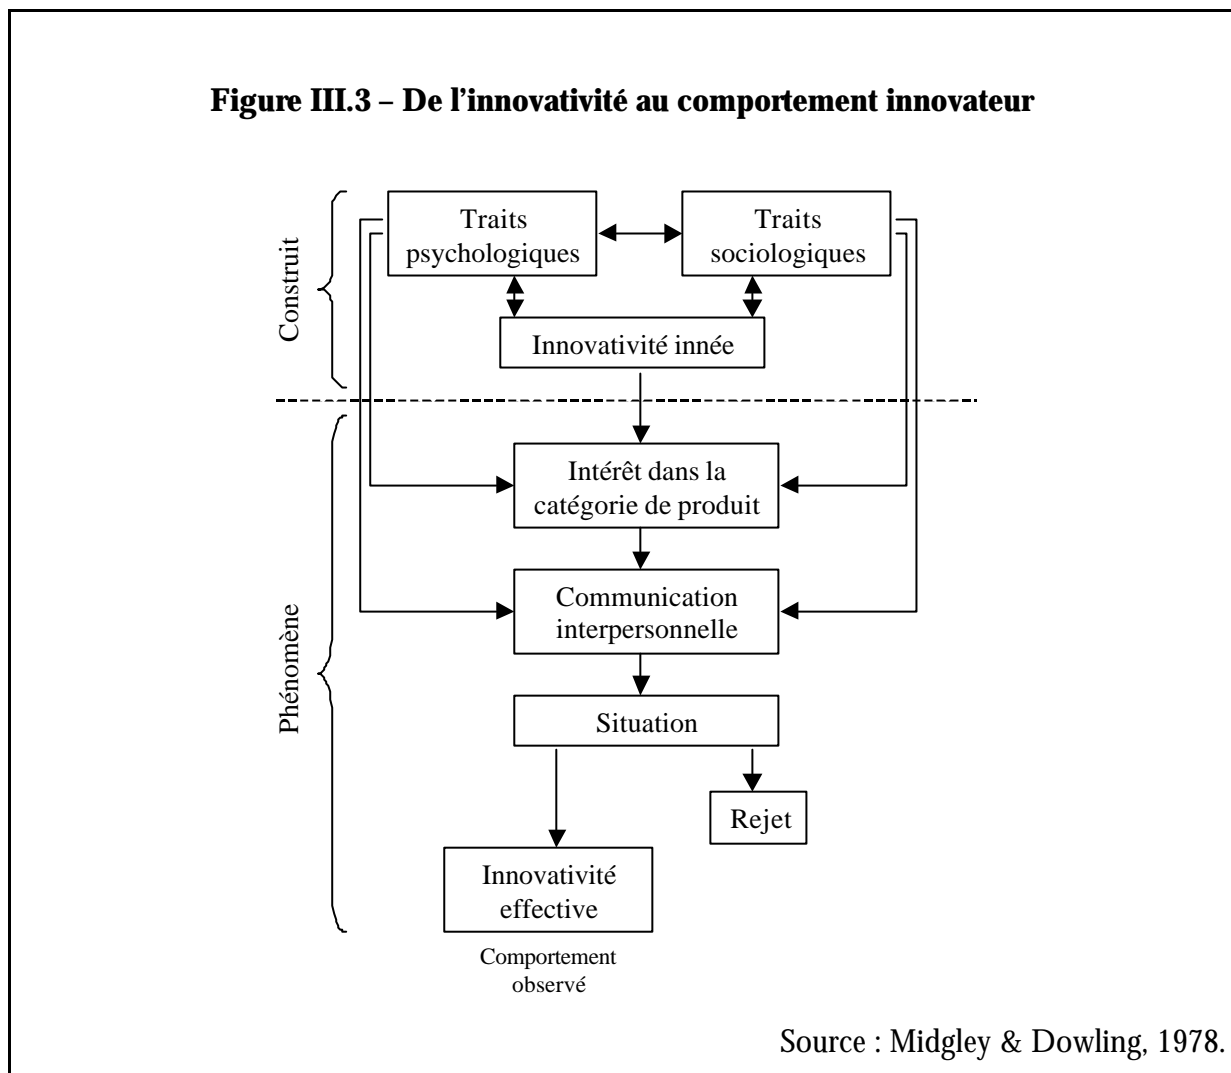 Figure III.3 – De l’innovativité au comportement innovateur
Construit
Traits
psychologiques
Traits
sociologiques
Innovativité innée
Phénomène
Intérêt dans la
catégorie de produit
Communication
interpersonnelle
Situation
Rejet
Innovativité
effective
Comportement
observé
Source : Midgley & Dowling, 1978.